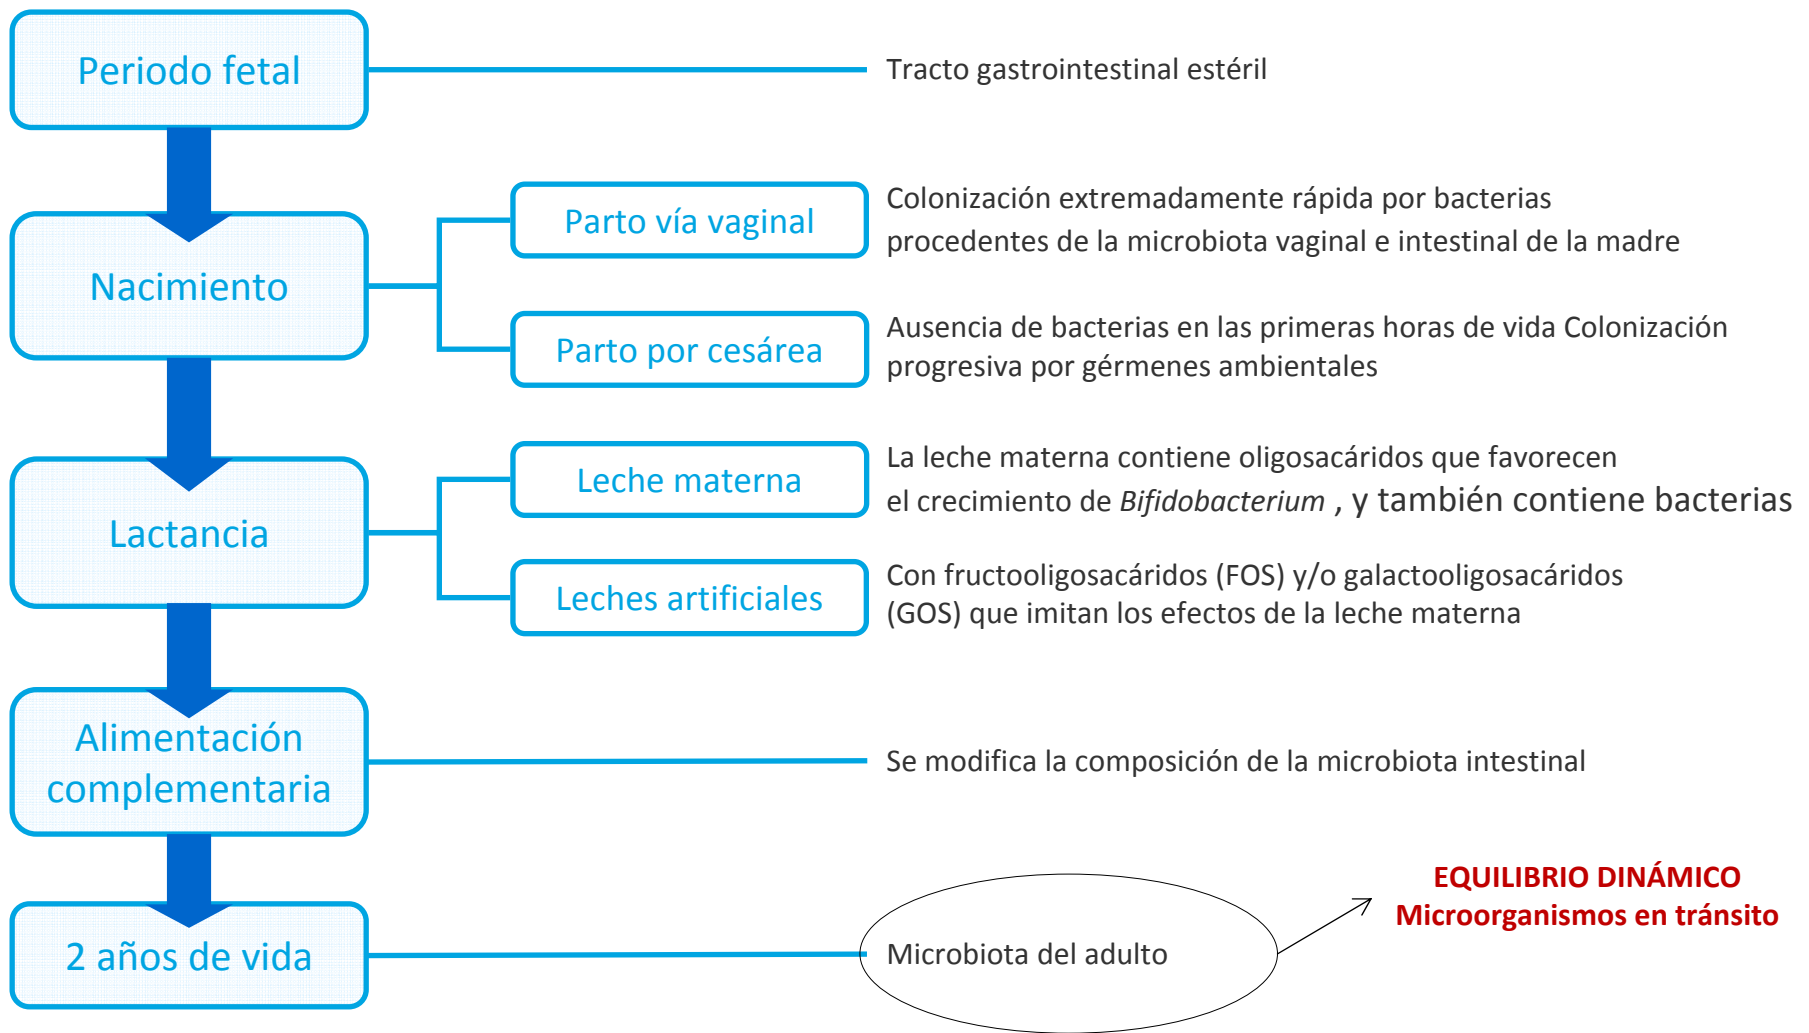 Periodo fetal
Tracto gastrointestinal estéril
Nacimiento
Parto vía vaginal
Colonización extremadamente rápida por bacterias
procedentes de la microbiota vaginal e intestinal de la madre
Parto por cesárea
Ausencia de bacterias en las primeras horas de vida Colonización
progresiva por gérmenes ambientales
Lactancia
Leche materna
La leche materna contiene oligosacáridos que favorecen
el crecimiento de Bifidobacterium , y también contiene bacterias
Leches artificiales
Con fructooligosacáridos (FOS) y/o galactooligosacáridos
(GOS) que imitan los efectos de la leche materna
Alimentación
complementaria
Se modifica la composición de la microbiota intestinal
2 años de vida
Microbiota del adulto
EQUILIBRIO DINÁMICO
Microorganismos en tránsito